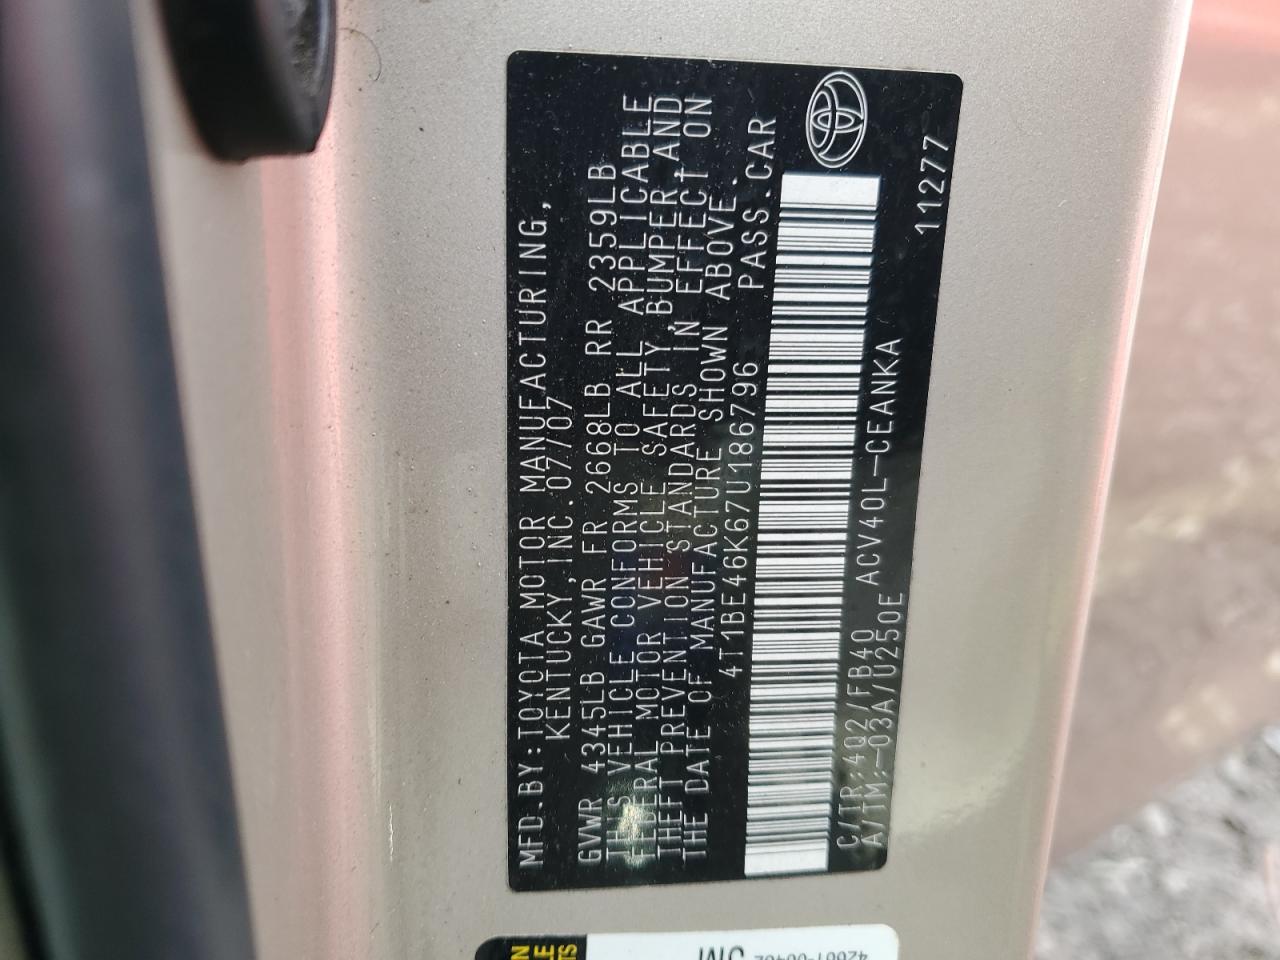 MFD.BY:TOYOTA MOTOR MANUFACTURING,
KENTUCKY,INC.07/07
GVWR 4345LB GAWR FR 2668LB RR 2359LB
THIS VEHICLE CONFORMS TO ALL APPLICABLE
FEDERAL MOTOR VEHICLE SAFETY,BUMPER,AND
THEFT PREVENTION STANDARDS IN EFFECT ON
THE DATE OF MANUFACTURE SHOWN ABOVE.
4T1BE46K67U186796 PASS.CAR
C/TR:4Q2/FB40 ACV40L-CEANKA 11277
A/TM:-03A/U250E